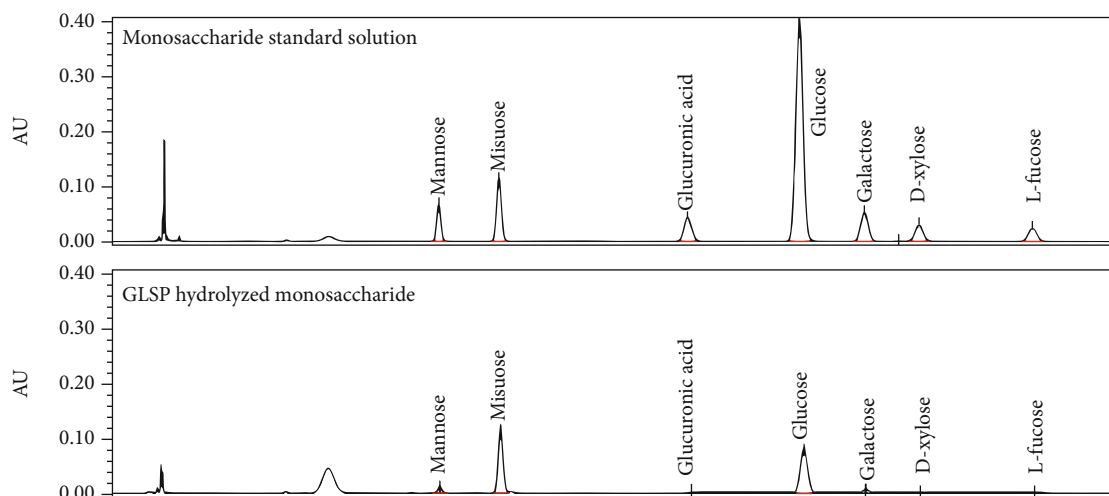 0.40
Monosaccharide standard solution
0.30
0.20
0.10
0.00
AU
Mannose
Misuose
Glucuronic acid
Glucose
Galactose
D-xylose
L-fucose
0.40
GLSP hydrolyzed monosaccharide
0.30
0.20
0.10
0.00
AU
Mannose
Misuose
Glucuronic acid
Glucose
Galactose
D-xylose
L-fucose